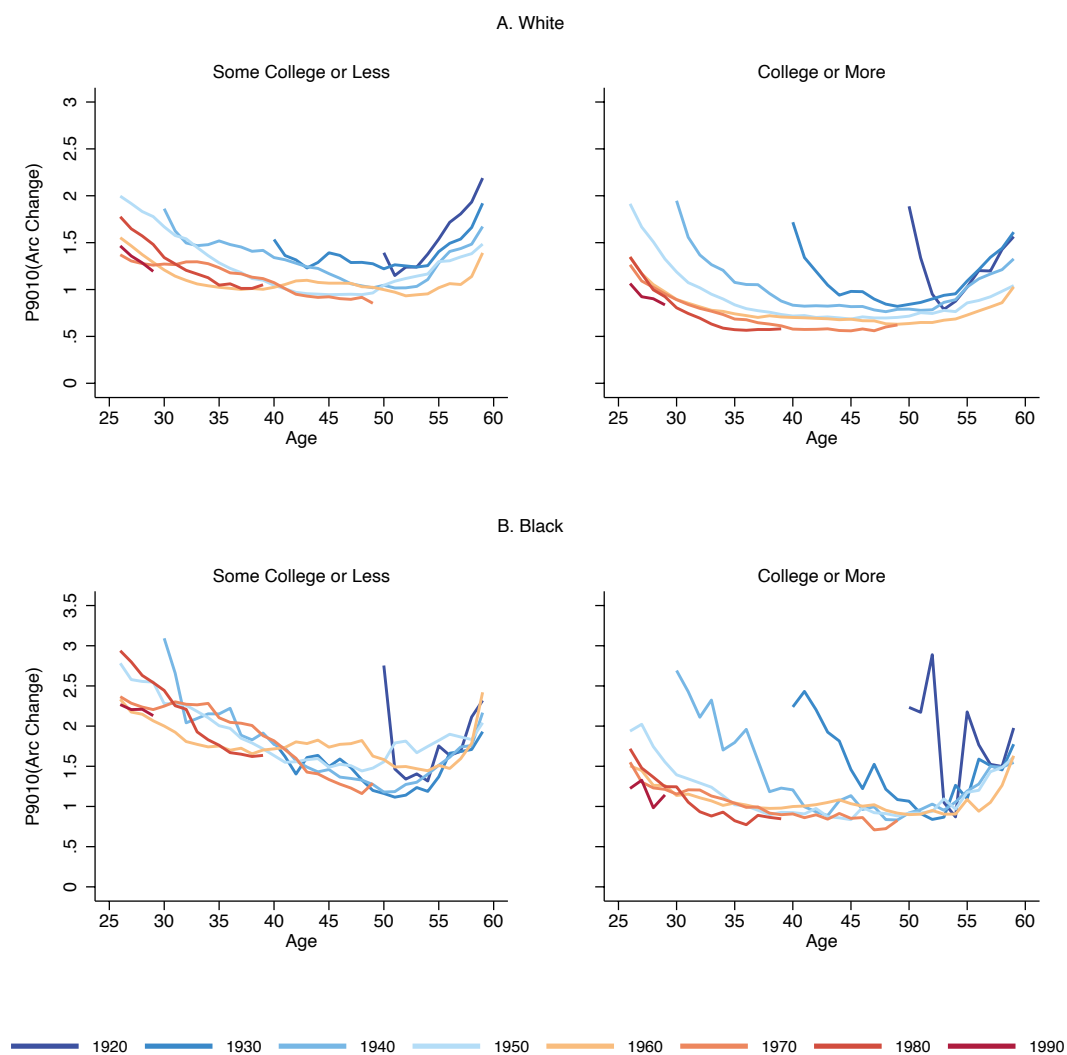 A. White
Some College or Less
College or More
P9010(Arc Change)
3
2.5
2
1.5
1
.5
0
25 30 35 40 45 50 55 60
Age
25 30 35 40 45 50 55 60
Age
B. Black
Some College or Less
College or More
P9010(Arc Change)
3.5
3
2.5
2
1.5
1
.5
0
25 30 35 40 45 50 55 60
Age
25 30 35 40 45 50 55 60
Age
1920 1930 1940 1950 1960 1970 1980 1990